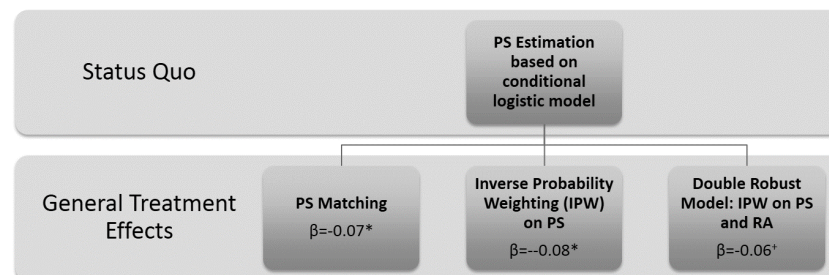 Status Quo
PS Estimation
based on
conditional
logistic model
General Treatment
Effects
PS Matching
β=-0.07*
Inverse Probability
Weighting (IPW)
on PS
β=--0.08*
Double Robust
Model: IPW on PS
and RA
β=-0.06⁺